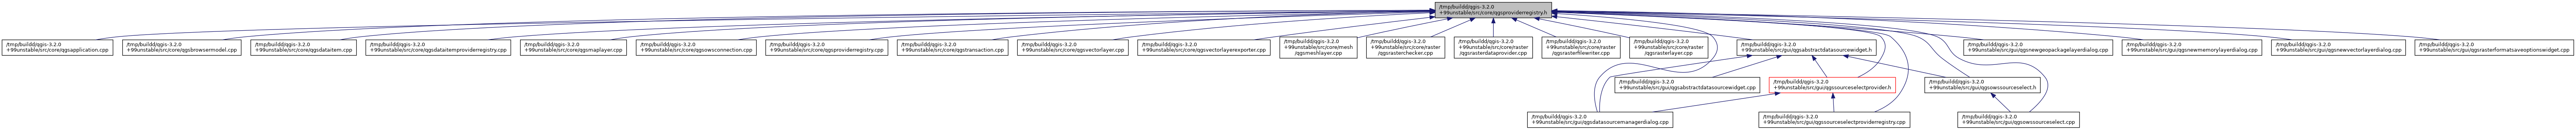 /tmp/buildd/qgis-3.2.0
+99unstable/src/core/qgsproviderregistry.h
/tmp/buildd/qgis-3.2.0
+99unstable/src/core/qgsapplication.cpp
/tmp/buildd/qgis-3.2.0
+99unstable/src/core/qgsbrowsermodel.cpp
/tmp/buildd/qgis-3.2.0
+99unstable/src/core/qgsdataitem.cpp
/tmp/buildd/qgis-3.2.0
+99unstable/src/core/qgsdataitemproviderregistry.cpp
/tmp/buildd/qgis-3.2.0
+99unstable/src/core/qgsmaplayer.cpp
/tmp/buildd/qgis-3.2.0
+99unstable/src/core/qgsowsconnection.cpp
/tmp/buildd/qgis-3.2.0
+99unstable/src/core/qgsproviderregistry.cpp
/tmp/buildd/qgis-3.2.0
+99unstable/src/core/qgstransaction.cpp
/tmp/buildd/qgis-3.2.0
+99unstable/src/core/qgsvectorlayer.cpp
/tmp/buildd/qgis-3.2.0
+99unstable/src/core/qgsvectorlayerexporter.cpp
/tmp/buildd/qgis-3.2.0
+99unstable/src/core/mesh
/qgsmeshlayer.cpp
/tmp/buildd/qgis-3.2.0
+99unstable/src/core/raster
/qgsrasterchecker.cpp
/tmp/buildd/qgis-3.2.0
+99unstable/src/core/raster
/qgsrasterdataprovider.cpp
/tmp/buildd/qgis-3.2.0
+99unstable/src/core/raster
/qgsrasterfilewriter.cpp
/tmp/buildd/qgis-3.2.0
+99unstable/src/core/raster
/qgsrasterlayer.cpp
/tmp/buildd/qgis-3.2.0
+99unstable/src/gui/qgsabstractdatasourcewidget.h
/tmp/buildd/qgis-3.2.0
+99unstable/src/gui/qgsnewgeopackagelayerdialog.cpp
/tmp/buildd/qgis-3.2.0
+99unstable/src/gui/qgsnewmemorylayerdialog.cpp
/tmp/buildd/qgis-3.2.0
+99unstable/src/gui/qgsnewvectorlayerdialog.cpp
/tmp/buildd/qgis-3.2.0
+99unstable/src/gui/qgsrasterformatsaveoptionswidget.cpp
/tmp/buildd/qgis-3.2.0
+99unstable/src/gui/qgsabstractdatasourcewidget.cpp
/tmp/buildd/qgis-3.2.0
+99unstable/src/gui/qgssourceselectprovider.h
/tmp/buildd/qgis-3.2.0
+99unstable/src/gui/qgsowssourceselect.h
/tmp/buildd/qgis-3.2.0
+99unstable/src/gui/qgsdatasourcemanagerdialog.cpp
/tmp/buildd/qgis-3.2.0
+99unstable/src/gui/qgssourceselectproviderregistry.cpp
/tmp/buildd/qgis-3.2.0
+99unstable/src/gui/qgsowssourceselect.cpp